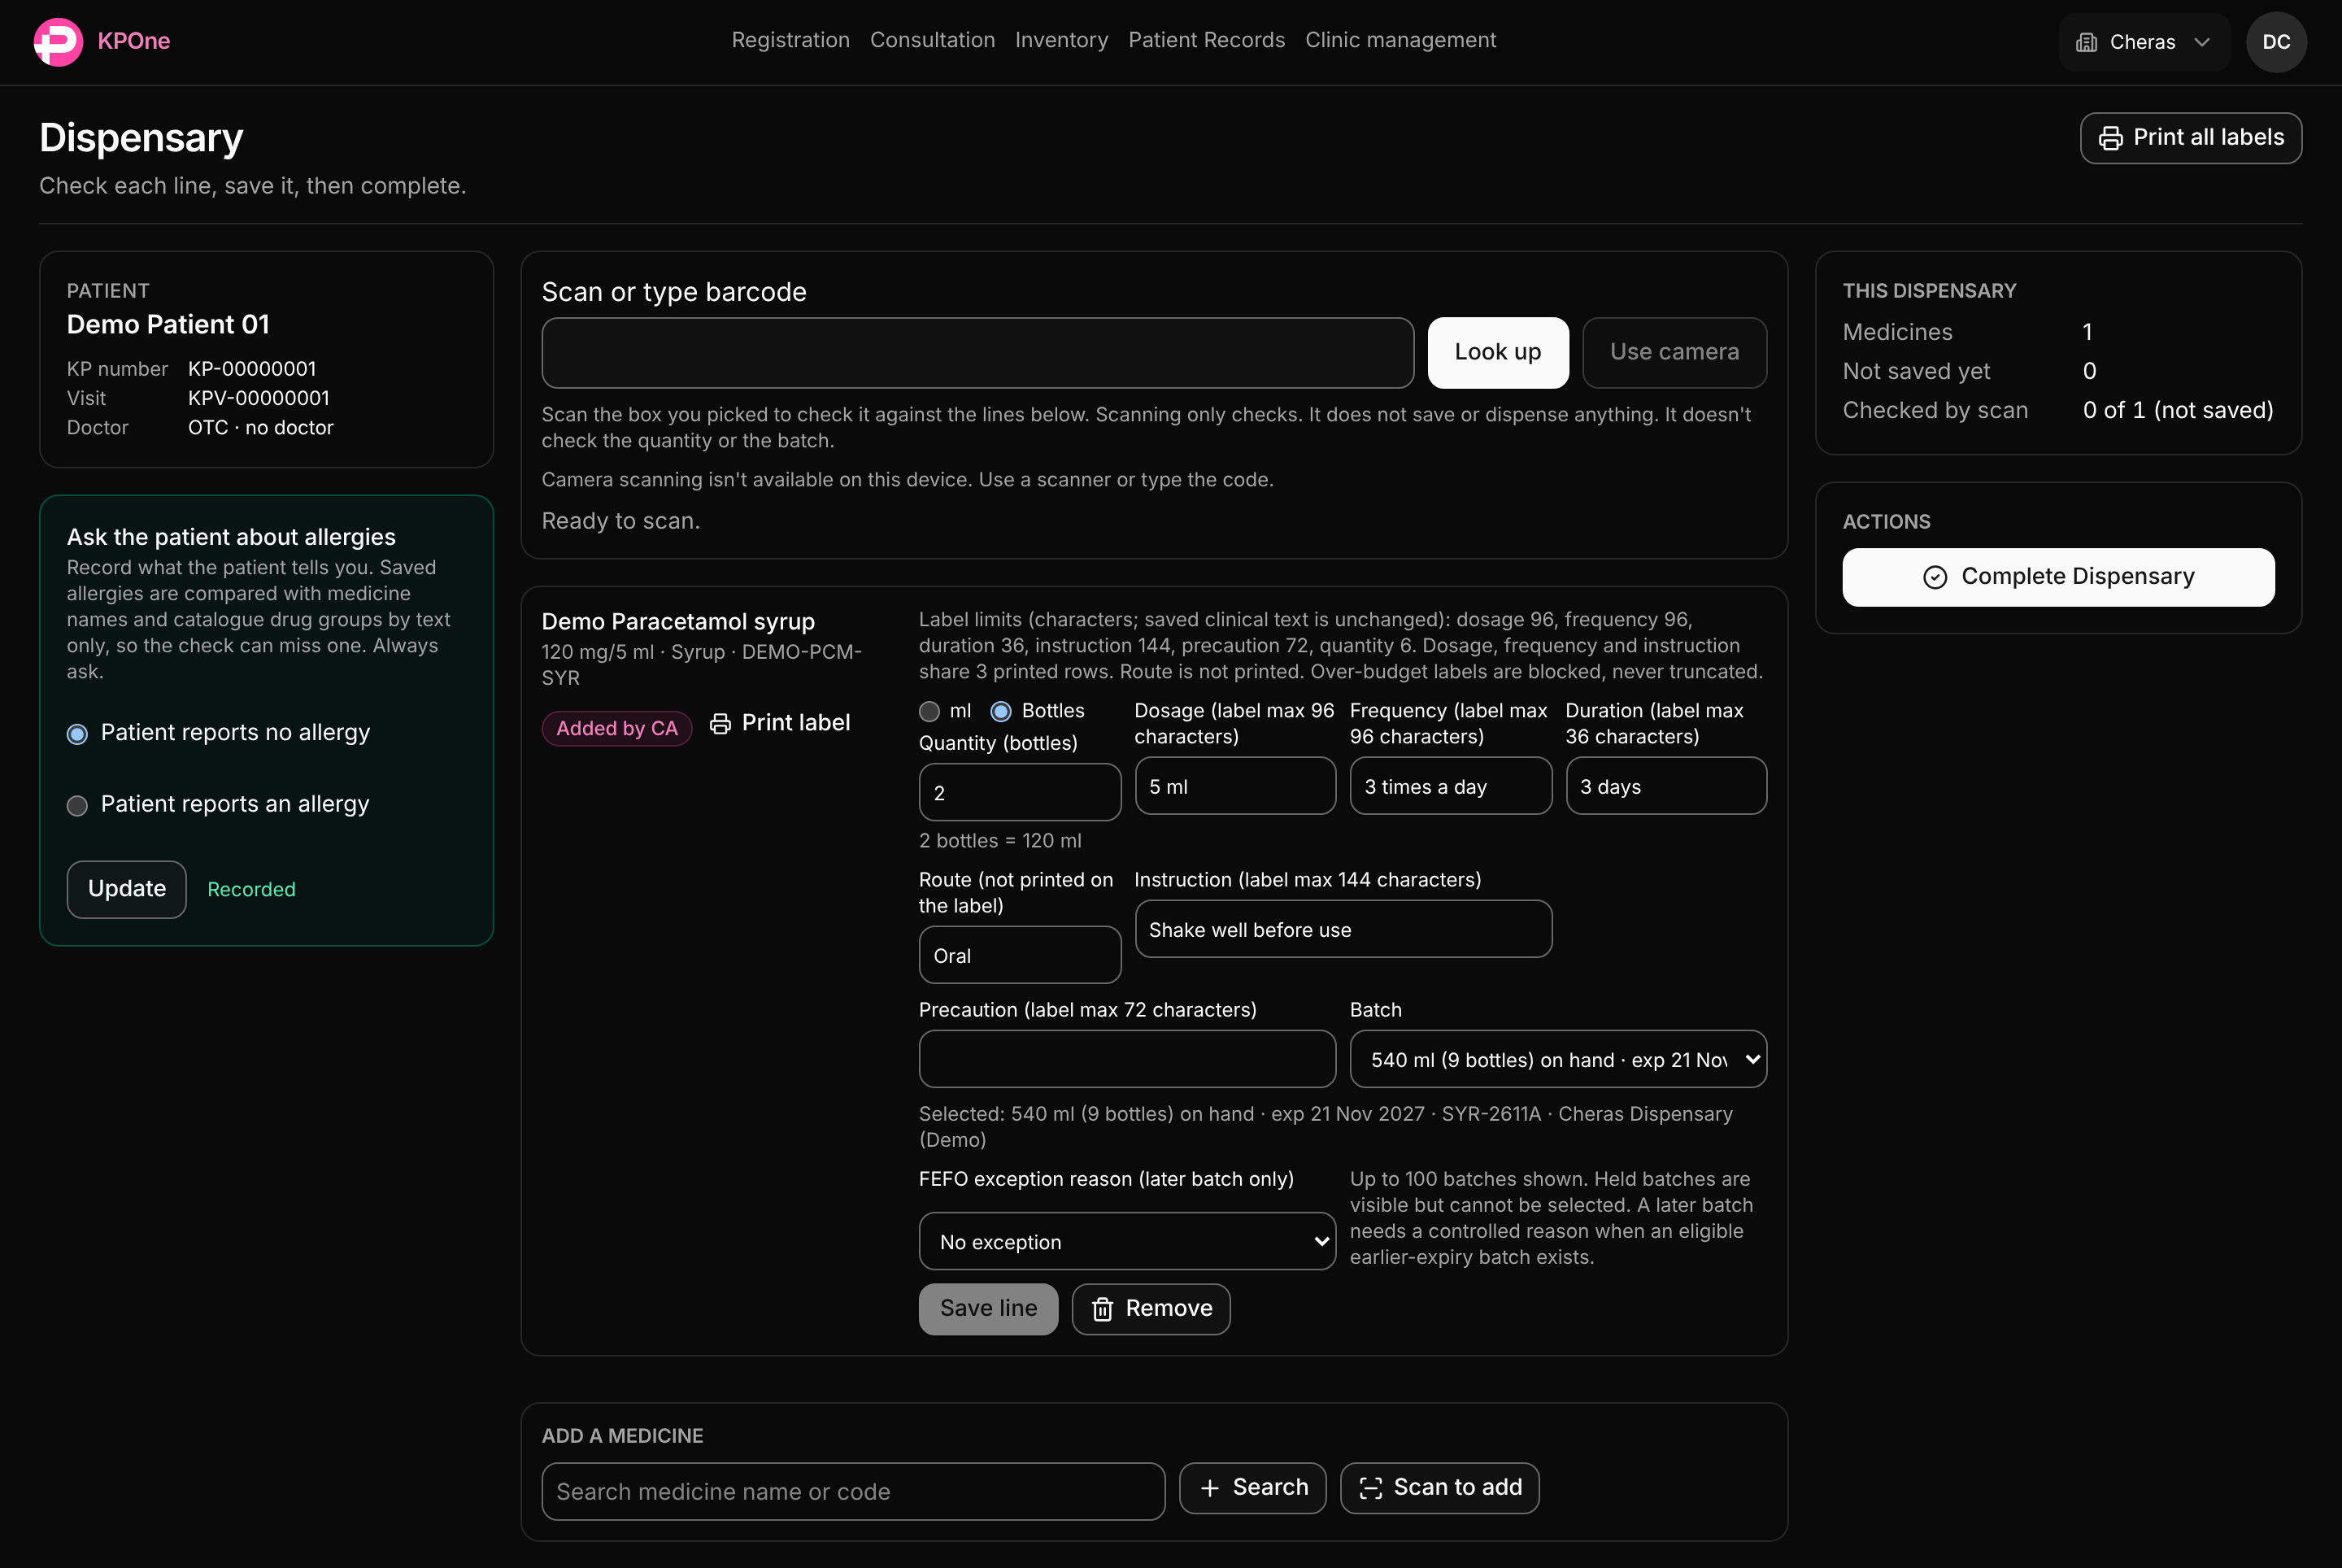 KPOne
Registration
Consultation
Inventory
Patient Records
Clinic management
Cheras
DC
Dispensary
Check each line, save it, then complete.
Print all labels
PATIENT
Demo Patient 01
KP number KP-00000001
Visit KPV-00000001
Doctor OTC · no doctor
Ask the patient about allergies
Record what the patient tells you. Saved
allergies are compared with medicine
names and catalogue drug groups by text
only, so the check can miss one. Always
ask.
Patient reports no allergy
Patient reports an allergy
Update
Recorded
Scan or type barcode
Look up
Use camera
Scan the box you picked to check it against the lines below. Scanning only checks. It does not save or dispense anything. It doesn't
check the quantity or the batch.
Camera scanning isn't available on this device. Use a scanner or type the code.
Ready to scan.
Demo Paracetamol syrup
120 mg/5 ml · Syrup · DEMO-PCM-
SYR
Added by CA
Print label
Label limits (characters; saved clinical text is unchanged): dosage 96, frequency 96,
duration 36, instruction 144, precaution 72, quantity 6. Dosage, frequency and instruction
share 3 printed rows. Route is not printed. Over-budget labels are blocked, never truncated.
ml
Bottles
Quantity (bottles)
2
2 bottles = 120 ml
Dosage (label max 96
characters)
5 ml
Frequency (label max
96 characters)
3 times a day
Duration (label max
36 characters)
3 days
Route (not printed on
the label)
Oral
Instruction (label max 144 characters)
Shake well before use
Precaution (label max 72 characters)
Batch
540 ml (9 bottles) on hand · exp 21 Nov
Selected: 540 ml (9 bottles) on hand · exp 21 Nov 2027 · SYR-2611A · Cheras Dispensary
(Demo)
FEFO exception reason (later batch only)
No exception
Up to 100 batches shown. Held batches are
visible but cannot be selected. A later batch
needs a controlled reason when an eligible
earlier-expiry batch exists.
Save line
Remove
ADD A MEDICINE
Search medicine name or code
Search
Scan to add
THIS DISPENSARY
Medicines 1
Not saved yet 0
Checked by scan 0 of 1 (not saved)
ACTIONS
Complete Dispensary